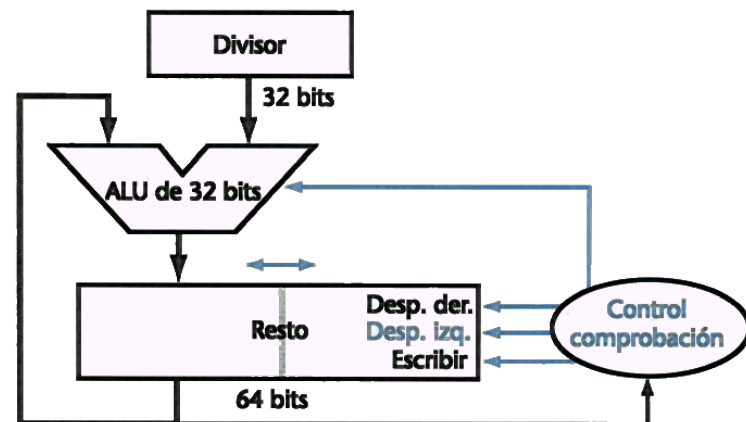 Divisor
32 bits
ALU de 32 bits
Desp. der.
Resto
Desp. izq.
Escribir
Control
comprobación
64 bits